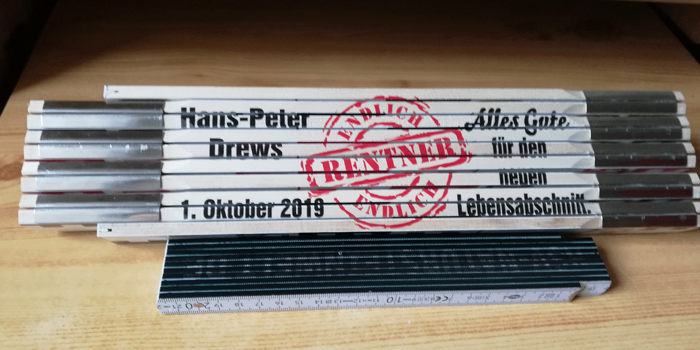 Hans-Peter
Drews
1. Oktober 2019
ENDLICH
RENTNER
ENDLICH
Alles Gute
für den
neuen
Lebensabschnitt.